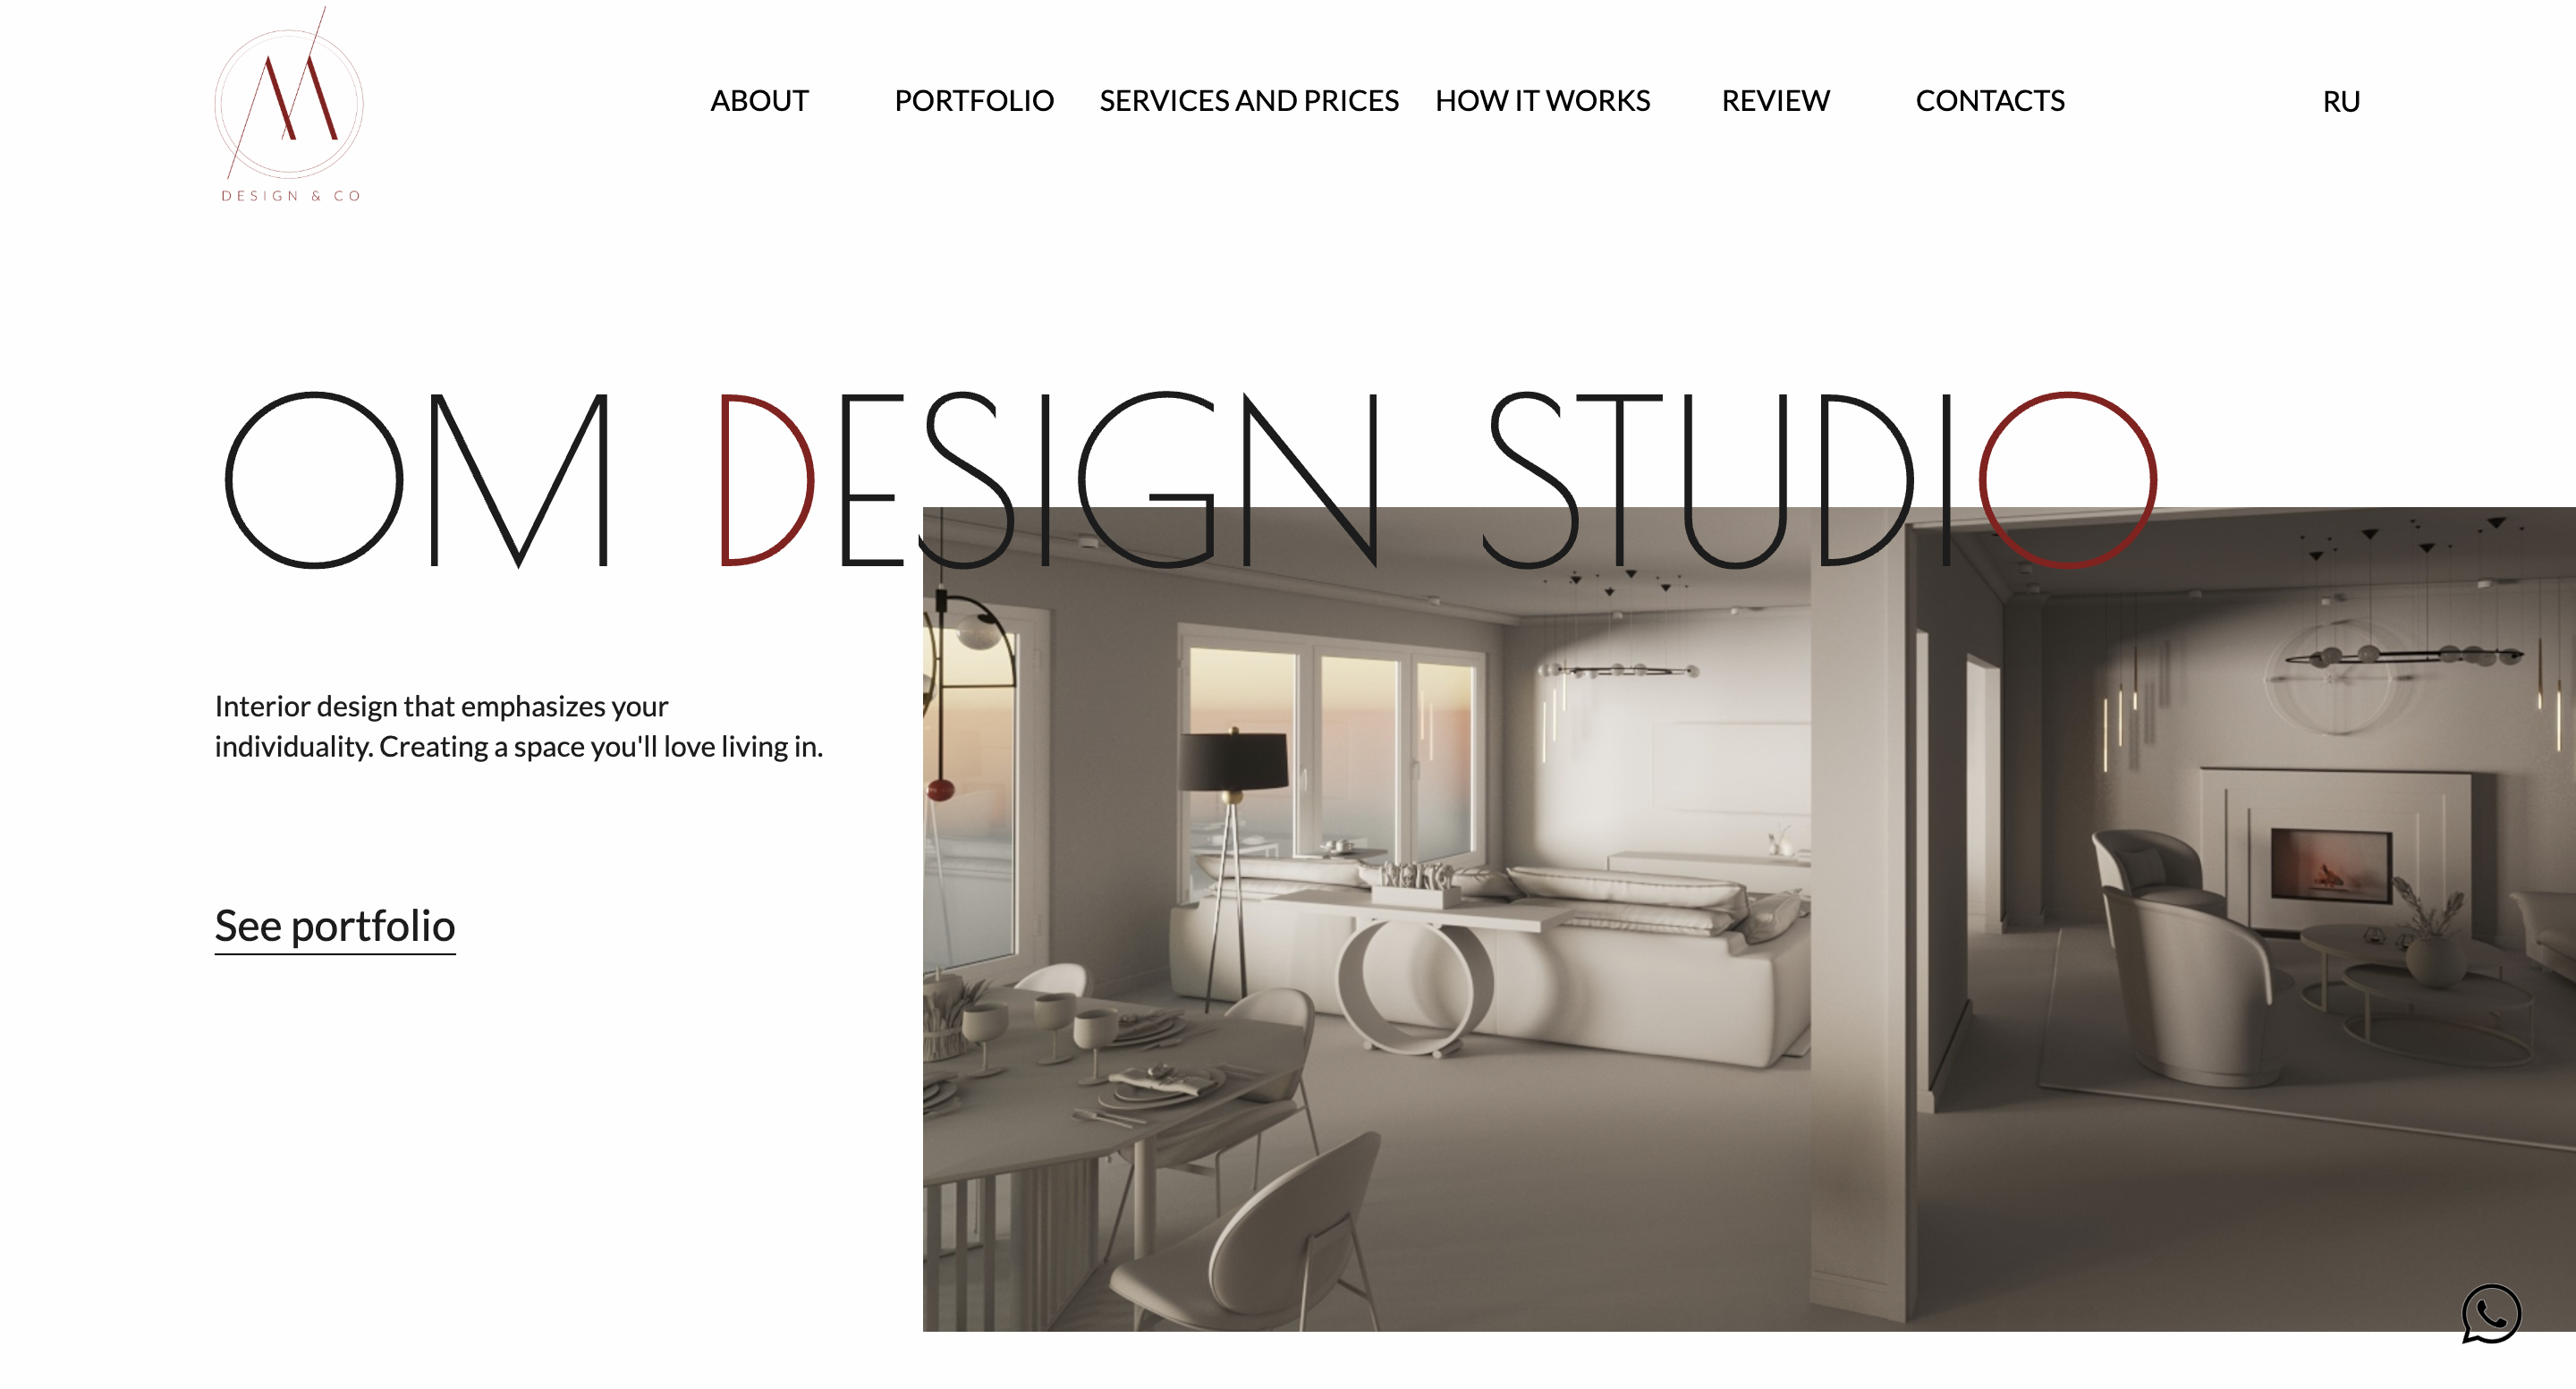 DESIGN & CO
ABOUT PORTFOLIO SERVICES AND PRICES HOW IT WORKS REVIEW CONTACTS RU
OM DESIGN STUDIO
Interior design that emphasizes your
individuality. Creating a space you'll love living in.
See portfolio